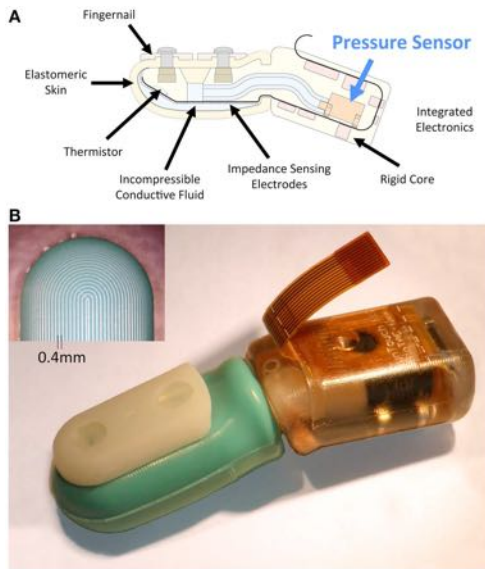 A
Fingernail
Pressure Sensor
Elastomeric
Skin
Integrated
Electronics
Thermistor
Impedance Sensing
Electrodes
Rigid Core
Incompressible
Conductive Fluid
B
0.4mm